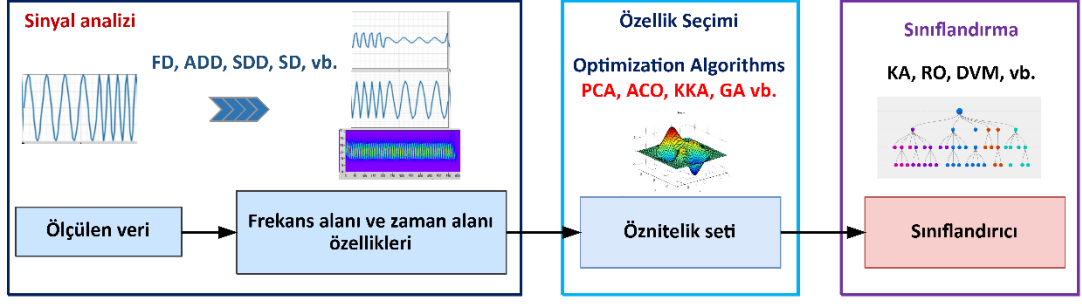 Sinyal analizi
FD, ADD, SDD, SD, vb.
Ölçülen veri
Frekans alanı ve zaman alanı
özellikleri
Özellik Seçimi
Optimization Algorithms
PCA, ACO, KKA, GA vb.
Öznitelik seti
Sınıflandırma
KA, RO, DVM, vb.
Sınıflandırıcı